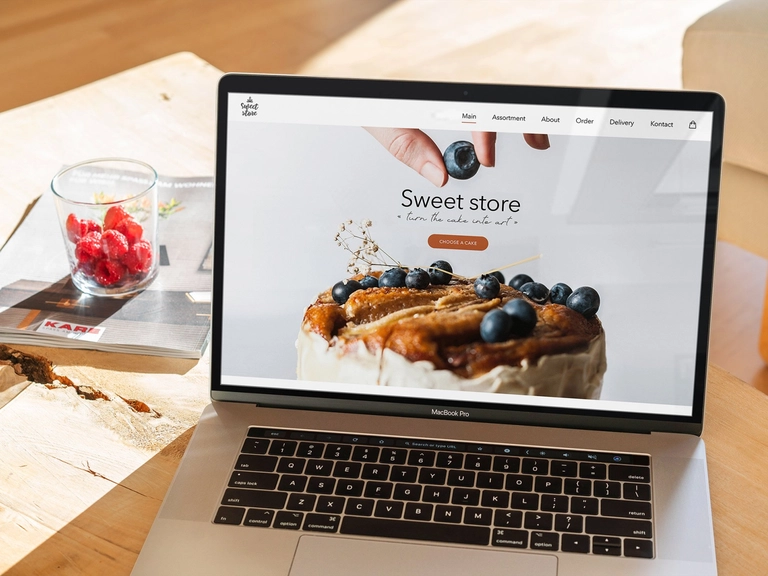 Sweet store
Main
Assortment
About
Order
Delivery
Kontact
Sweet store
" turn the cake into art "
CHOOSE A CAKE
KARE
MacBook Pro
Search or type URL
delete
tab
Q W E R T Y U I O P
caps lock
A S D F G H J K L
return
shift
Z X C V B N M
shift
fn
control
option
command
command
option